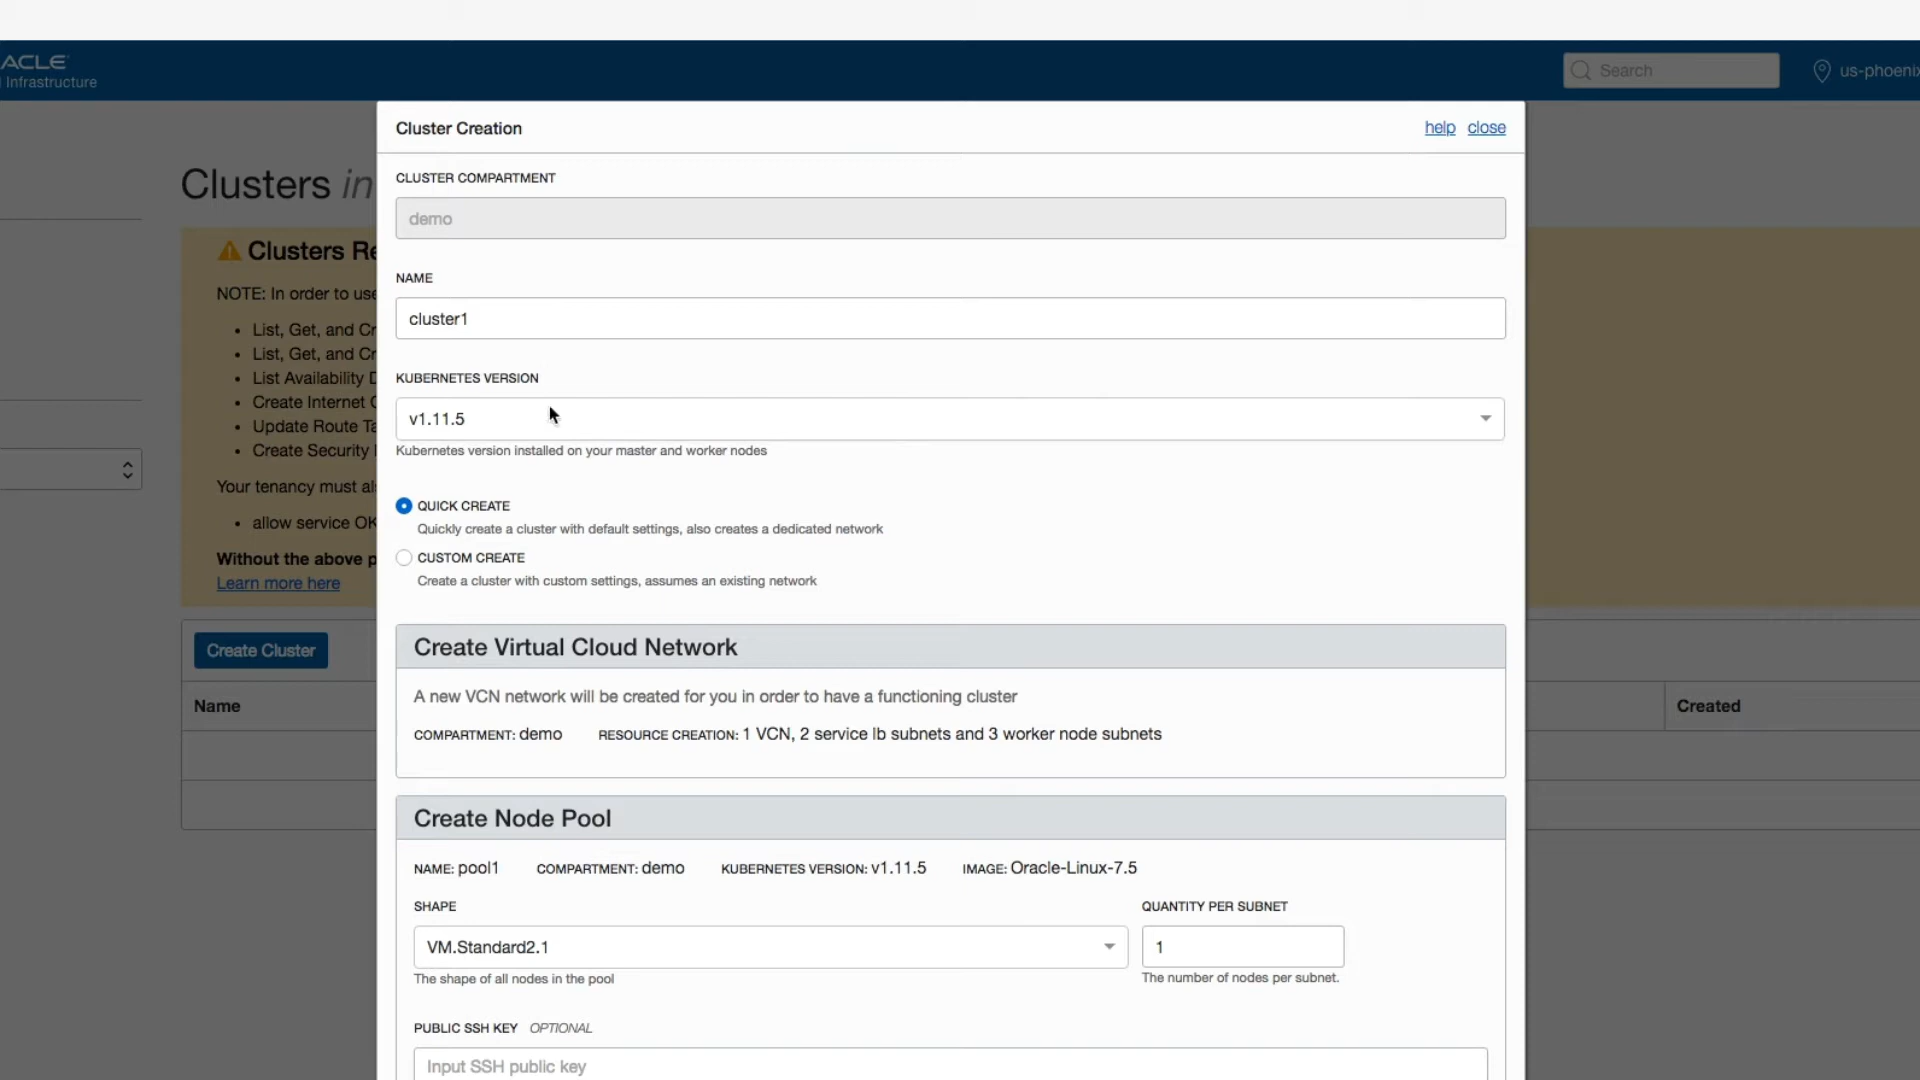 ACLE
Infrastructure
Search
us-phoenix
Cluster Creation
help close
CLUSTER COMPARTMENT
demo
Clusters in
Clusters Re
NOTE: In order to use
• List, Get, and Cr
• List, Get, and Cr
• List Availability D
• Create Internet G
• Update Route Ta
• Create Security
Your tenancy must al
• allow service OK
Without the above p
Learn more here
NAME
cluster1
KUBERNETES VERSION
v1.11.5
Kubernetes version installed on your master and worker nodes
QUICK CREATE
Quickly create a cluster with default settings, also creates a dedicated network
CUSTOM CREATE
Create a cluster with custom settings, assumes an existing network
Create Cluster
Name
Created
Create Virtual Cloud Network
A new VCN network will be created for you in order to have a functioning cluster
COMPARTMENT: demo RESOURCE CREATION: 1 VCN, 2 service lb subnets and 3 worker node subnets
Create Node Pool
NAME: pool1 COMPARTMENT: demo KUBERNETES VERSION: v1.11.5 IMAGE: Oracle-Linux-7.5
SHAPE
QUANTITY PER SUBNET
VM.Standard2.1
1
The shape of all nodes in the pool
The number of nodes per subnet.
PUBLIC SSH KEY OPTIONAL
Input SSH public key